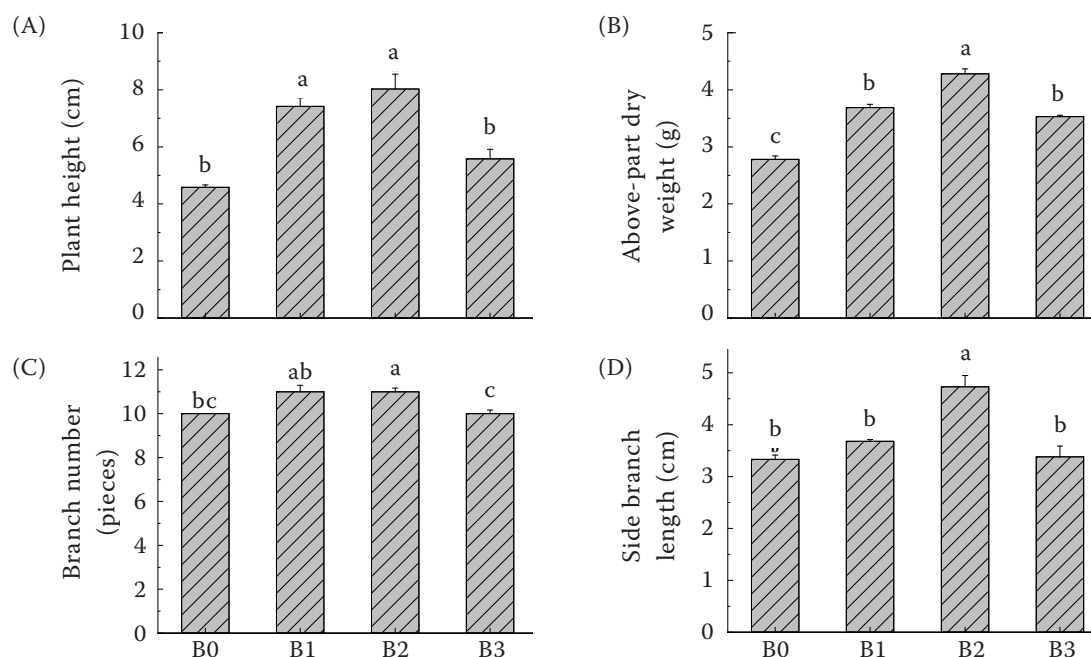 (A)
Plant height (cm)
10
8
6
4
2
0
b
a
a
b
(B)
Above-part dry
weight (g)
5
4
3
2
1
0
c
b
a
b
(C)
Branch number
(pieces)
12
10
8
6
4
2
0
bc
ab
a
c
B0 B1 B2 B3
(D)
Side branch
length (cm)
5
4
3
2
1
0
b
b
a
b
B0 B1 B2 B3